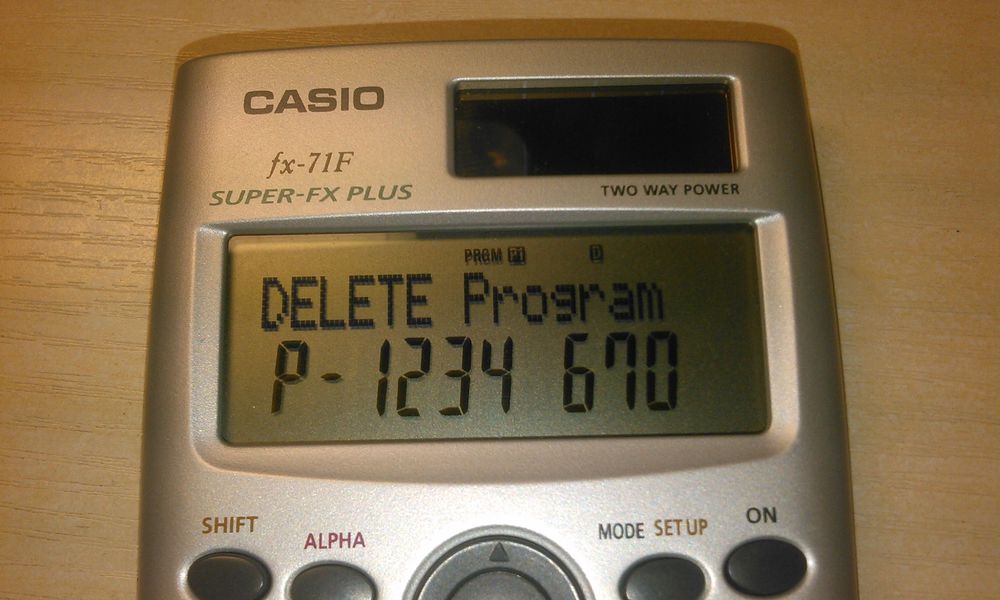 CASIO
fx-71F
SUPER-FX PLUS
TWO WAY POWER
PRGM P1 D
DELETE Program
P-1234 670
SHIFT
ALPHA
MODE SETUP
ON